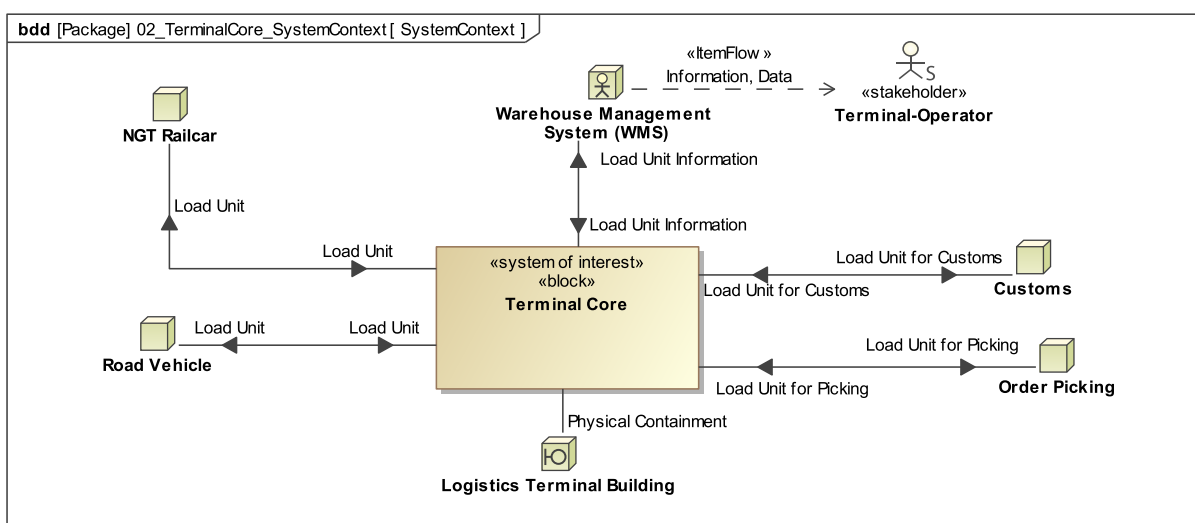 bdd [Package] 02_TerminalCore_SystemContext [ SystemContext ]
«ItemFlow »
Information, Data
S
«stakeholder»
Terminal-Operator
Warehouse Management
System (WMS)
NGT Railcar
Load Unit Information
Load Unit
Load Unit Information
Load Unit
«system of interest»
«block»
Terminal Core
Load Unit for Customs
Load Unit for Customs
Customs
Load Unit
Load Unit
Road Vehicle
Load Unit for Picking
Load Unit for Picking
Order Picking
Physical Containment
Logistics Terminal Building